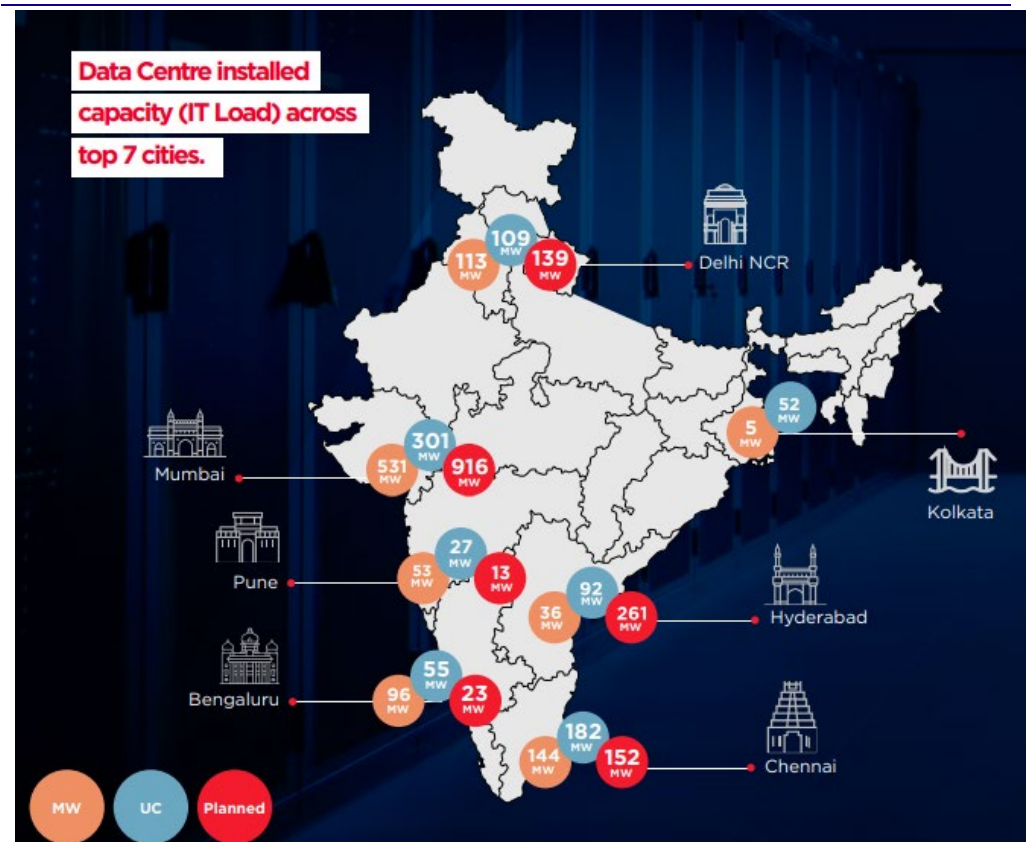 Data Centre installed
capacity (IT Load) across
top 7 cities.
109
MW
113
MW
139
MW
Delhi NCR
52
MW
5
MW
Kolkata
301
MW
531
MW
916
MW
Mumbai
27
MW
53
MW
13
MW
Pune
92
MW
36
MW
261
MW
Hyderabad
55
MW
96
MW
23
MW
Bengaluru
182
MW
144
MW
152
MW
Chennai
MW
UC
Planned